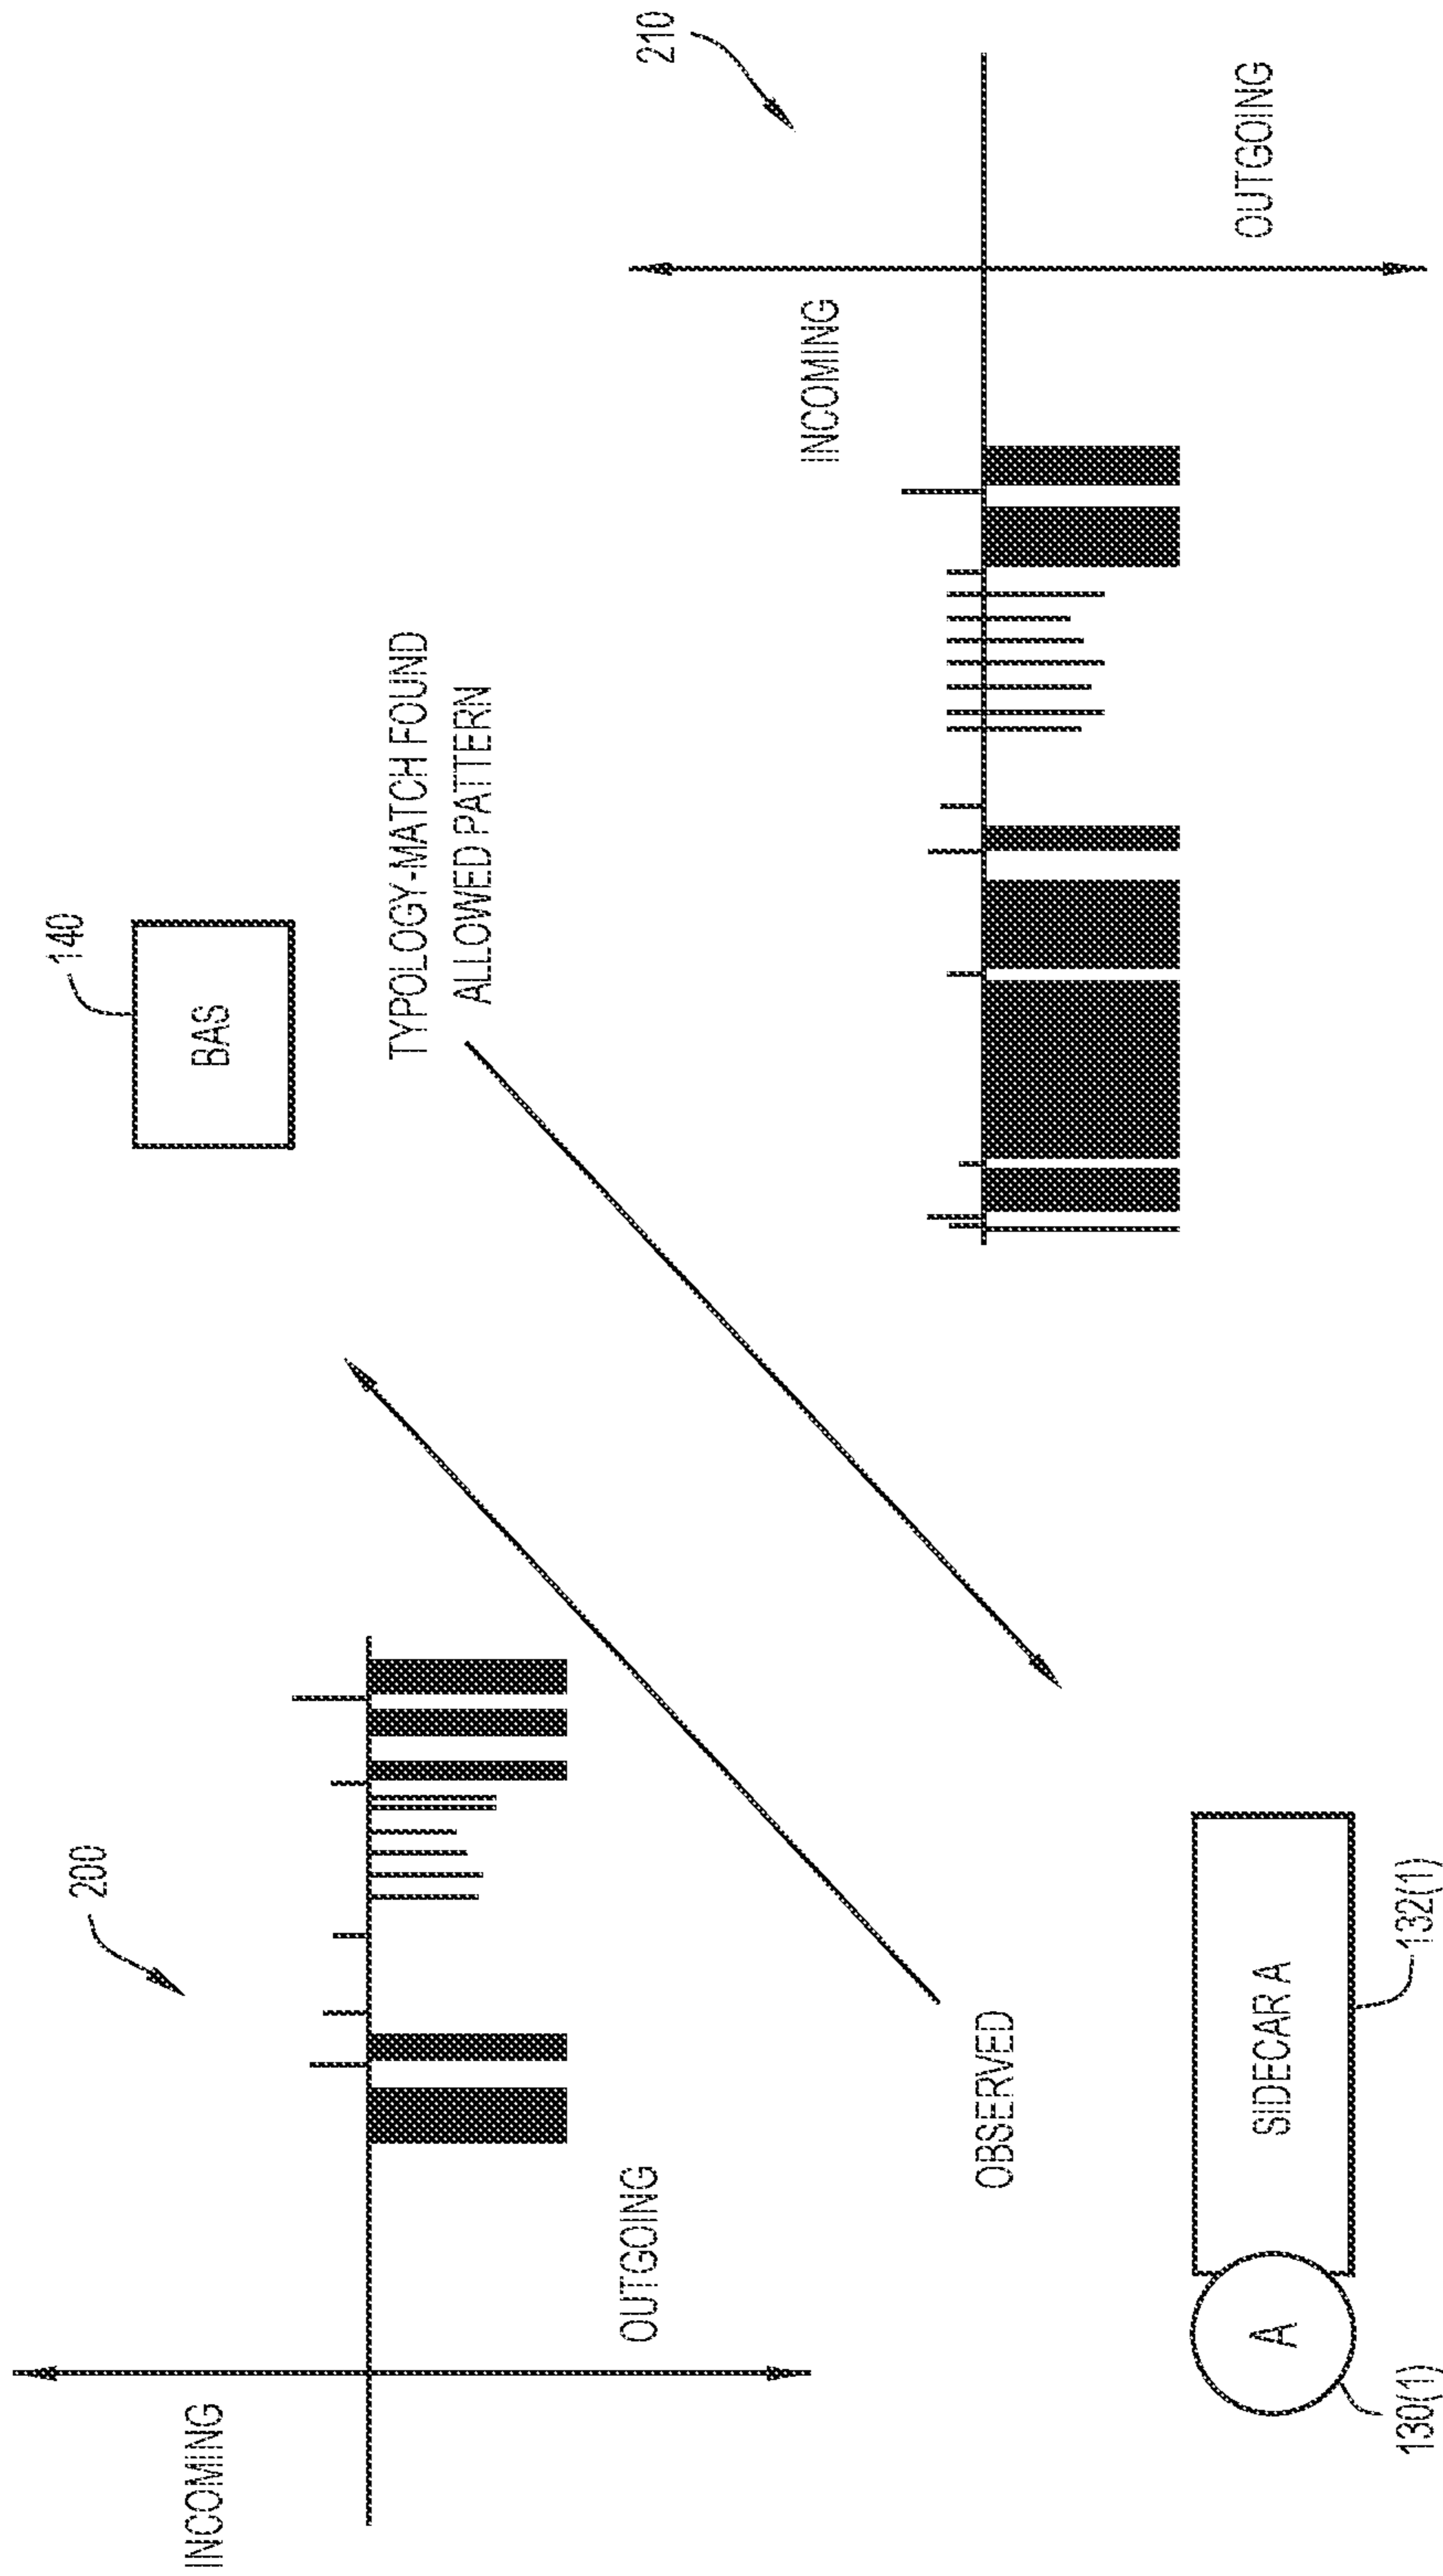 INCOMING
200
OUTGOING
140
BAS
TYPOLOGY-MATCH FOUND
ALLOWED PATTERN
210
INCOMING
OUTGOING
OBSERVED
A
SIDECAR A
130(1)
132(1)